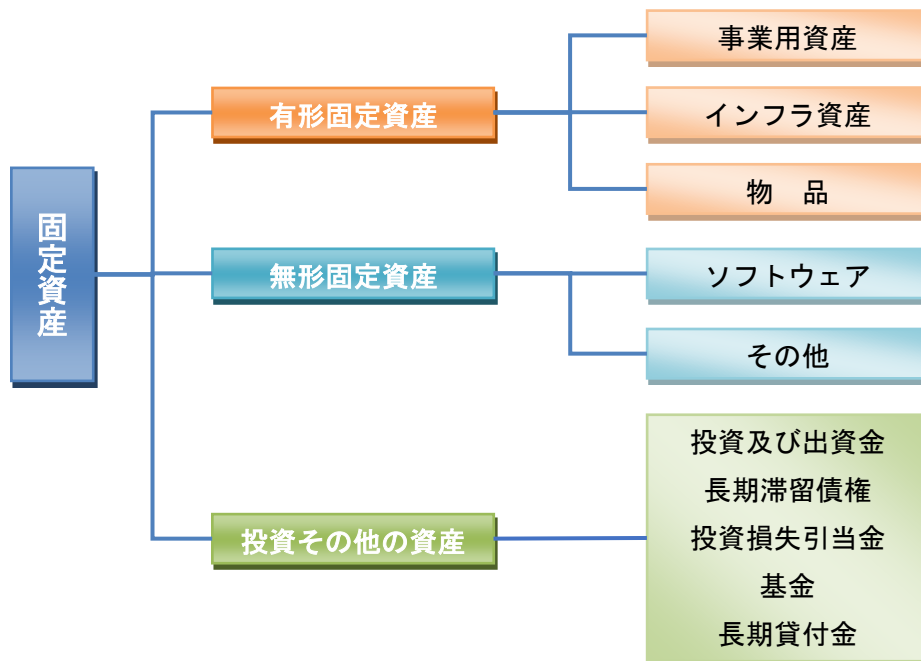 固定資産
有形固定資産
事業用資産
インフラ資産
物　品
無形固定資産
ソフトウェア
その他
投資その他の資産
投資及び出資金
長期滞留債権
投資損失引当金
基金
長期貸付金